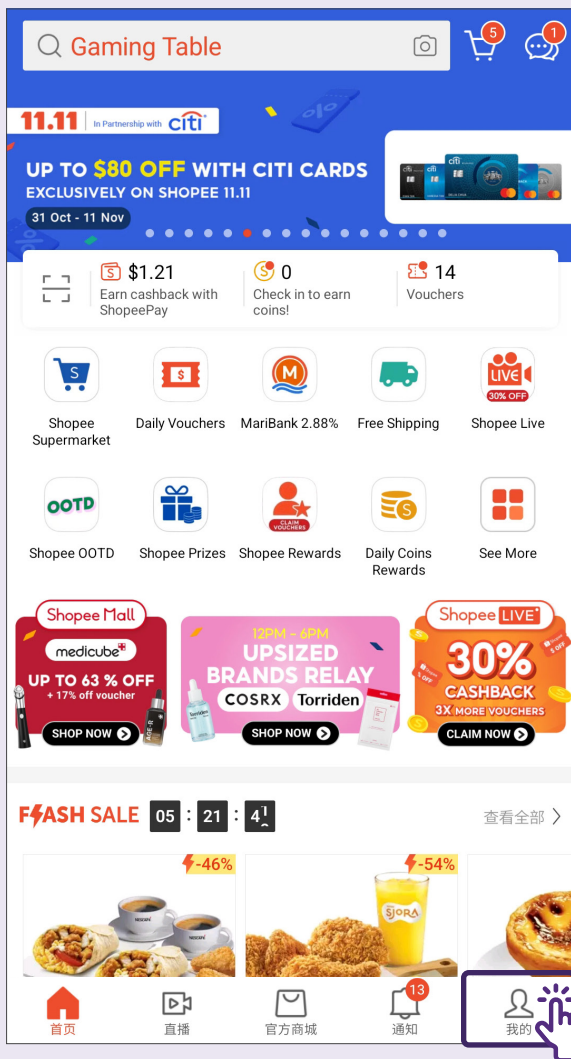 Gaming Table
5
1
11.11 In Partnership with citi
UP TO $80 OFF WITH CITI CARDS
EXCLUSIVELY ON SHOPEE 11.11
31 Oct - 11 Nov
$1.21
Earn cashback with
ShopeePay
0
Check in to earn
coins!
14
Vouchers
LIVE
30% OFF
Shopee
Supermarket
Daily Vouchers
MariBank 2.88%
Free Shipping
Shopee Live
OOTD
CLAIM
VOUCHERS
Shopee OOTD
Shopee Prizes
Shopee Rewards
Daily Coins
Rewards
See More
Shopee Mall
medicube
UP TO 63 % OFF
+ 17% off voucher
SHOP NOW
12PM - 6PM
UPSIZED
BRANDS RELAY
COSRX Torriden
SHOP NOW
Shopee LIVE
30%
CASHBACK
3X MORE VOUCHERS
CLAIM NOW
FLASH SALE 05 : 21 : 4
查看全部
-46%
-54%
NESCAFÉ
SJORA
首页
直播
官方商城
13
通知
我的